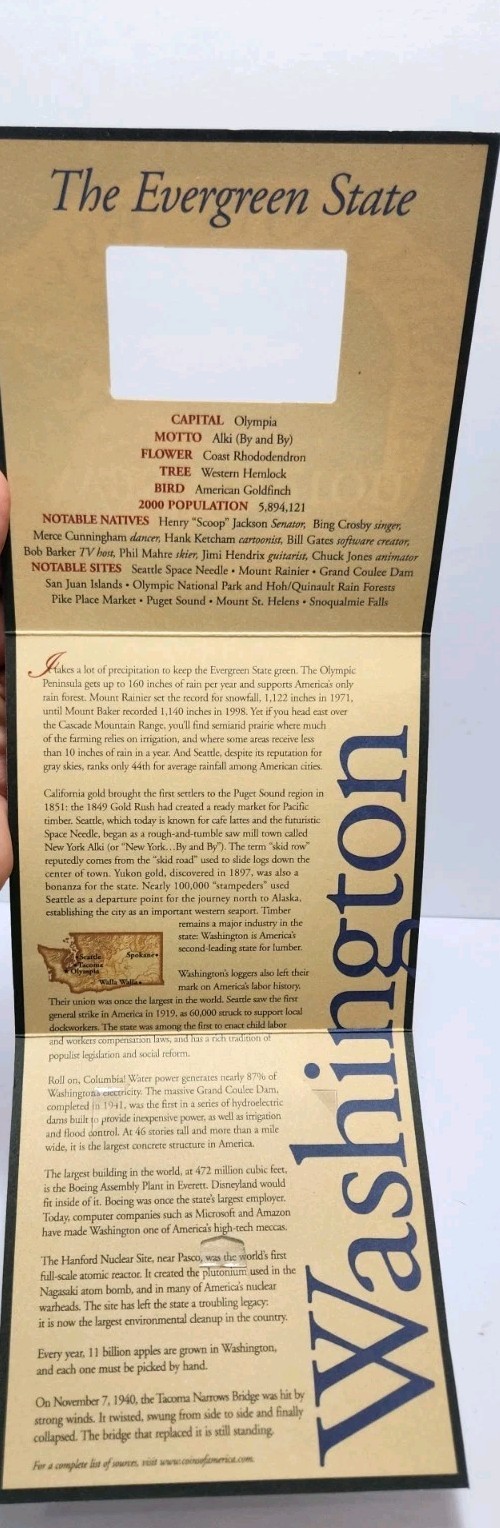 The Evergreen State
CAPITAL Olympia
MOTTO Alki (By and By)
FLOWER Coast Rhododendron
TREE Western Hemlock
BIRD American Goldfinch
2000 POPULATION 5,894,121
NOTABLE NATIVES Henry "Scoop" Jackson Senator, Bing Crosby singer,
Merce Cunningham dancer, Hank Ketcham cartoonist, Bill Gates software creator,
Bob Barker TV host, Phil Mahre skier, Jimi Hendrix guitarist, Chuck Jones animator
NOTABLE SITES Seattle Space Needle • Mount Rainier • Grand Coulee Dam
San Juan Islands • Olympic National Park and Hoh/Quinault Rain Forests
Pike Place Market • Puget Sound • Mount St. Helens • Snoqualmie Falls
It takes a lot of precipitation to keep the Evergreen State green. The Olympic
Peninsula gets up to 160 inches of rain per year and supports America's only
rain forest. Mount Rainier set the record for snowfall, 1,122 inches in 1971,
until Mount Baker recorded 1,140 inches in 1998. Yet if you head east over
the Cascade Mountain Range, you'll find semiarid prairie where much
of the farming relies on irrigation, and where some areas receive less
than 10 inches of rain in a year. And Seattle, despite its reputation for
gray skies, ranks only 44th for average rainfall among American cities.
California gold brought the first settlers to the Puget Sound region in
1851: the 1849 Gold Rush had created a ready market for Pacific
timber. Seattle, which today is known for cafe lattes and the futuristic
Space Needle, began as a rough-and-tumble saw mill town called
New York Alki (or "New York...By and By"). The term "skid row"
reputedly comes from the "skid road" used to slide logs down the
center of town. Yukon gold, discovered in 1897, was also a
bonanza for the state. Nearly 100,000 "stampeders" used
Seattle as a departure point for the journey north to Alaska,
establishing the city as an important western seaport. Timber
remains a major industry in the
state: Washington is America's
second-leading state for lumber.
Seattle
Tacoma
Olympia
Spokane
Walla Walla
Washington's loggers also left their
mark on America's labor history.
Their union was once the largest in the world. Seattle saw the first
general strike in America in 1919, as 60,000 struck to support local
dockworkers. The state was among the first to enact child labor
and workers compensation laws, and has a rich tradition of
populist legislation and social reform.
Roll on, Columbia! Water power generates nearly 87% of
Washington's electricity. The massive Grand Coulee Dam,
completed in 1941, was the first in a series of hydroelectric
dams built to provide inexpensive power, as well as irrigation
and flood control. At 46 stories tall and more than a mile
wide, it is the largest concrete structure in America.
The largest building in the world, at 472 million cubic feet,
is the Boeing Assembly Plant in Everett. Disneyland would
fit inside of it. Boeing was once the state's largest employer.
Today, computer companies such as Microsoft and Amazon
have made Washington one of America's high-tech meccas.
The Hanford Nuclear Site, near Pasco, was the world's first
full-scale atomic reactor. It created the plutonium used in the
Nagasaki atom bomb, and in many of America's nuclear
warheads. The site has left the state a troubling legacy:
it is now the largest environmental cleanup in the country.
Every year, 11 billion apples are grown in Washington,
and each one must be picked by hand.
On November 7, 1940, the Tacoma Narrows Bridge was hit by
strong winds. It twisted, swung from side to side and finally
collapsed. The bridge that replaced it is still standing.
For a complete list of sources, visit www.coinsofamerica.com.
Washington